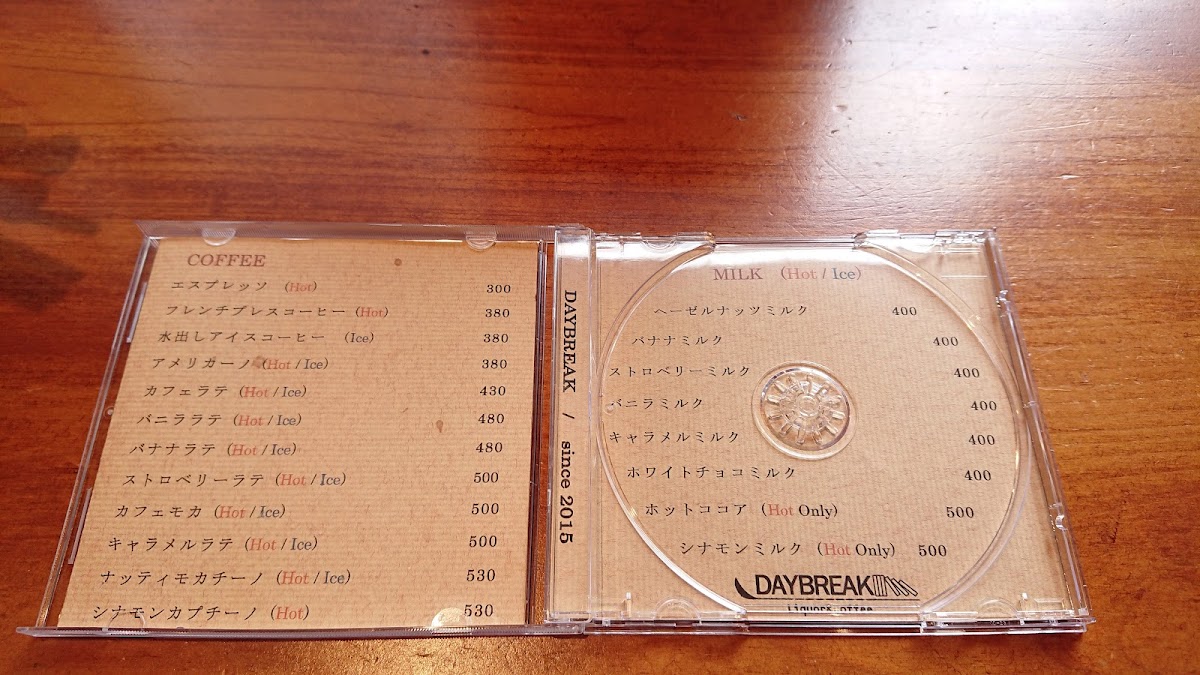 COFFEE
エスプレッソ (Hot) 300
フレンチプレスコーヒー (Hot) 380
水出しアイスコーヒー (Ice) 380
アメリカーノ (Hot / Ice) 380
カフェラテ (Hot / Ice) 430
バニララテ (Hot / Ice) 480
バナナラテ (Hot / Ice) 480
ストロベリーラテ (Hot / Ice) 500
カフェモカ (Hot / Ice) 500
キャラメルラテ (Hot / Ice) 500
ナッティモカチーノ (Hot / Ice) 530
シナモンカプチーノ (Hot) 530
DAYBREAK / since 2015
MILK (Hot / Ice)
ヘーゼルナッツミルク 400
バナナミルク 400
ストロベリーミルク 400
バニラミルク 400
キャラメルミルク 400
ホワイトチョコミルク 400
ホットココア (Hot Only) 500
シナモンミルク (Hot Only) 500
DAYBREAK